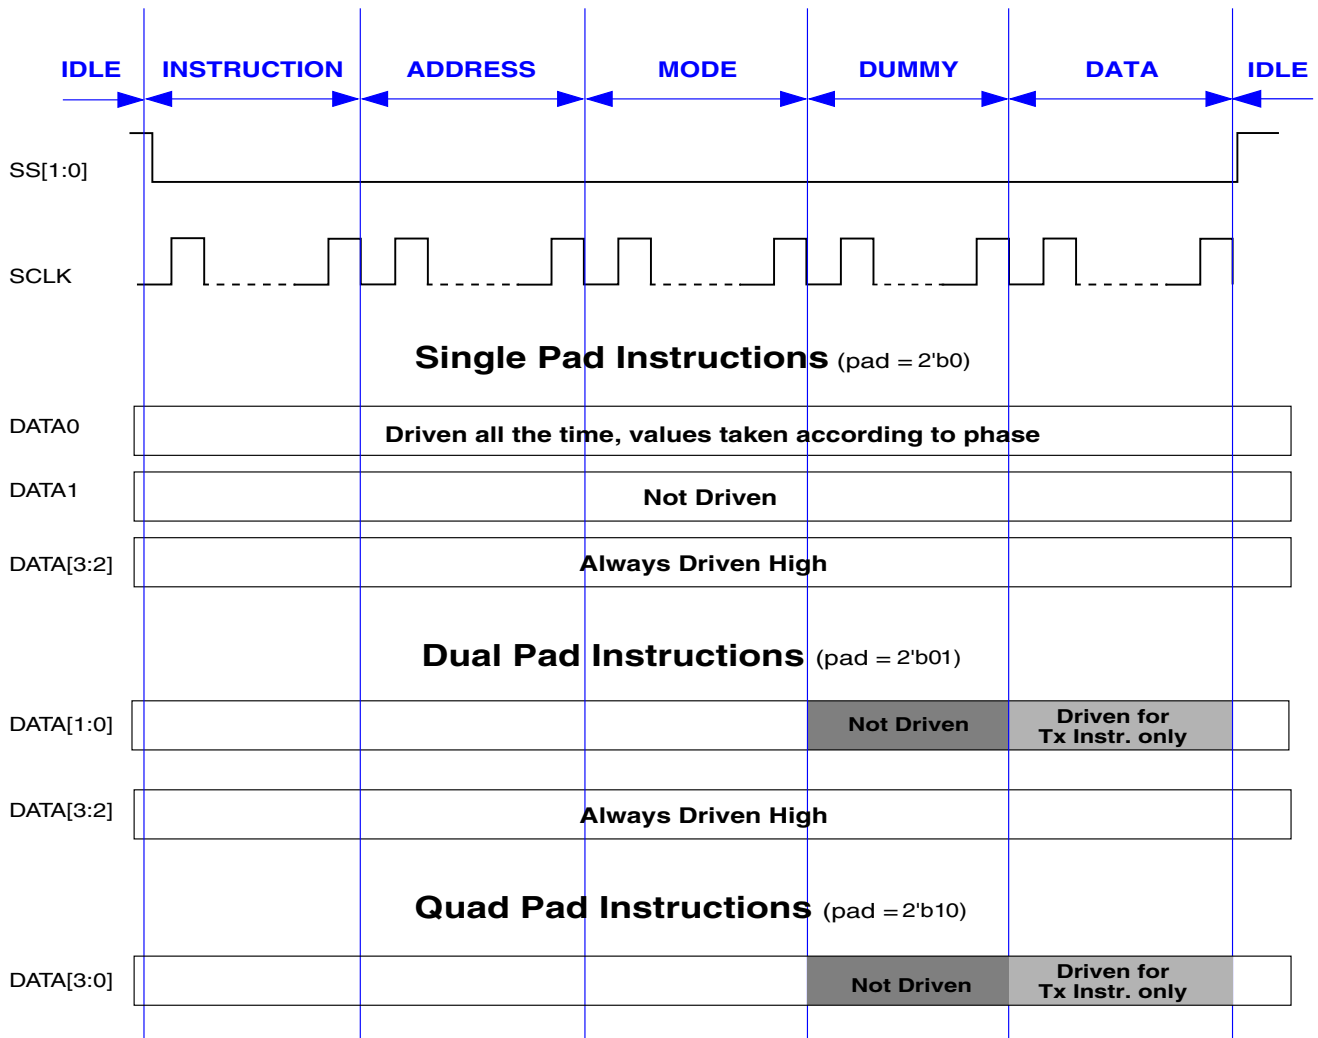 IDLE INSTRUCTION ADDRESS MODE DUMMY DATA IDLE
SS[1:0]
SCLK
Single Pad Instructions (pad = 2'b0)
DATA0 Driven all the time, values taken according to phase
DATA1 Not Driven
DATA[3:2] Always Driven High
Dual Pad Instructions (pad = 2'b01)
DATA[1:0] Not Driven Driven for
Tx Instr. only
DATA[3:2] Always Driven High
Quad Pad Instructions (pad = 2'b10)
DATA[3:0] Not Driven Driven for
Tx Instr. only